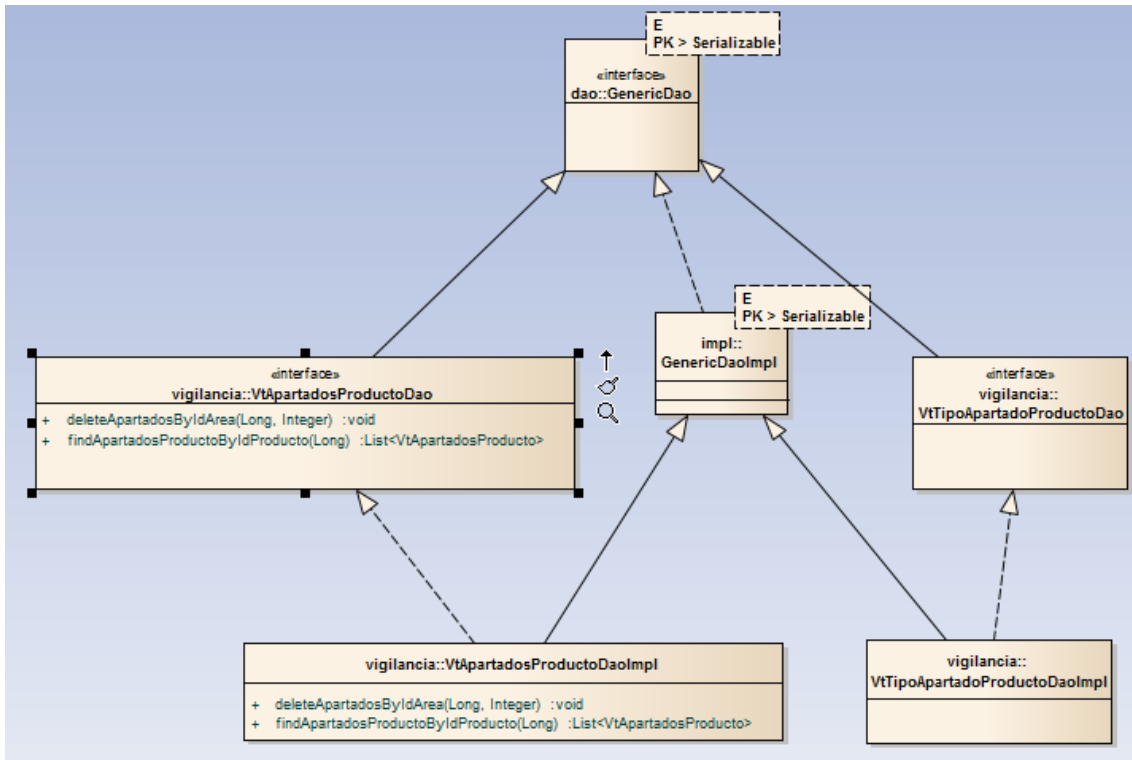 E
PK > Serializable
«interface»
dao::GenericDao
E
PK > Serializable
impl::
GenericDaoImpl
«interface»
vigilancia::VtApartadosProductoDao
+ deleteApartadosByIdArea(Long, Integer) :void
+ findApartadosProductoByIdProducto(Long) :List<VtApartadosProducto>
«interface»
vigilancia::
VtTipoApartadoProductoDao
vigilancia::VtApartadosProductoDaoImpl
+ deleteApartadosByIdArea(Long, Integer) :void
+ findApartadosProductoByIdProducto(Long) :List<VtApartadosProducto>
vigilancia::
VtTipoApartadoProductoDaoImpl